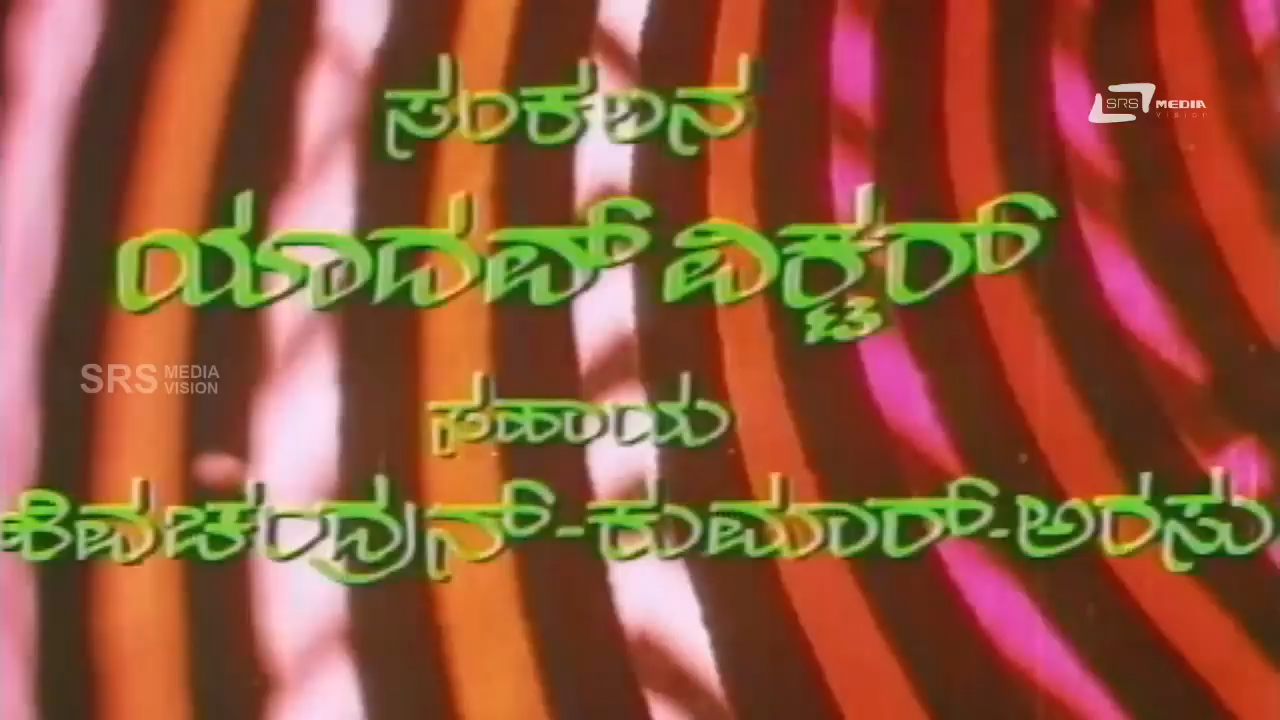 ಸಂಕಲನ
SRS MEDIA
Vision
ಯಾದವ್ ವಿಕ್ಟರ್
SRS MEDIA
VISION
ಸಹಾಯ
ಶಿವಚಂದ್ರನ್-ಕುಮಾರ್-ಅರಸು